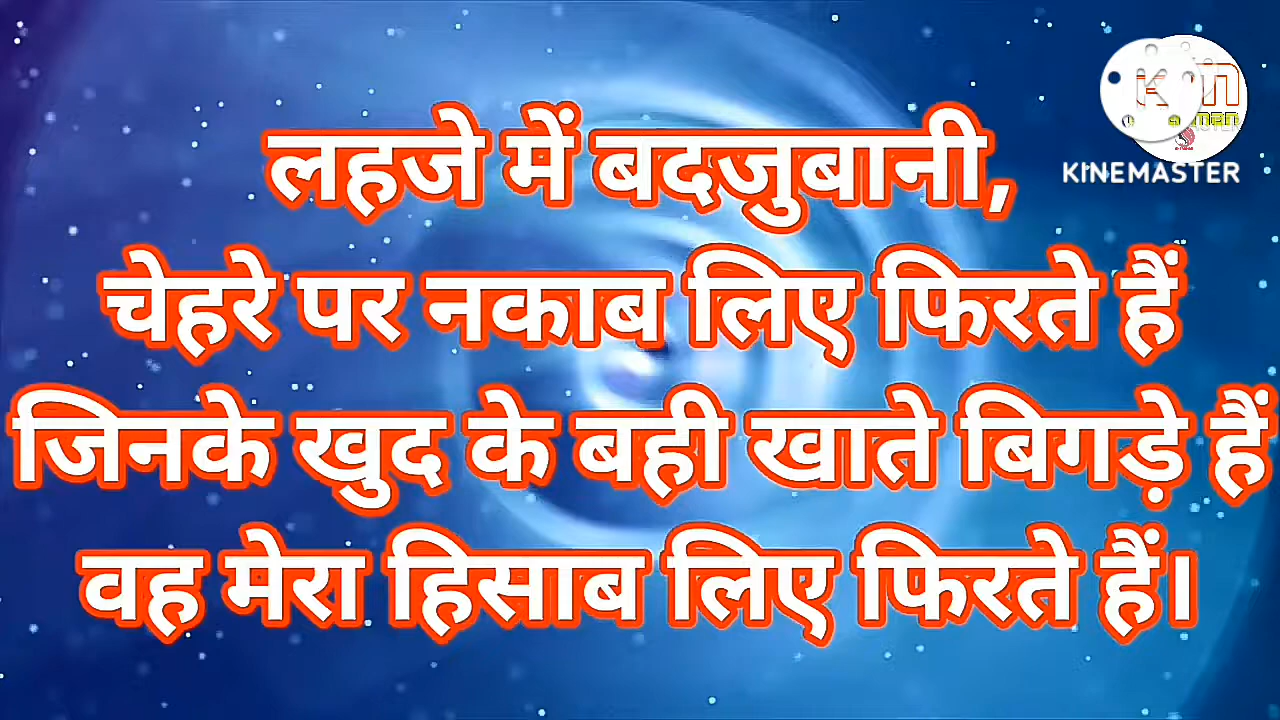 लहजे में बदजुबानी,
चेहरे पर नकाब लिए फिरते हैं
जिनके खुद के बही खाते बिगड़े हैं
वह मेरा हिसाब लिए फिरते हैं।
KINEMASTER